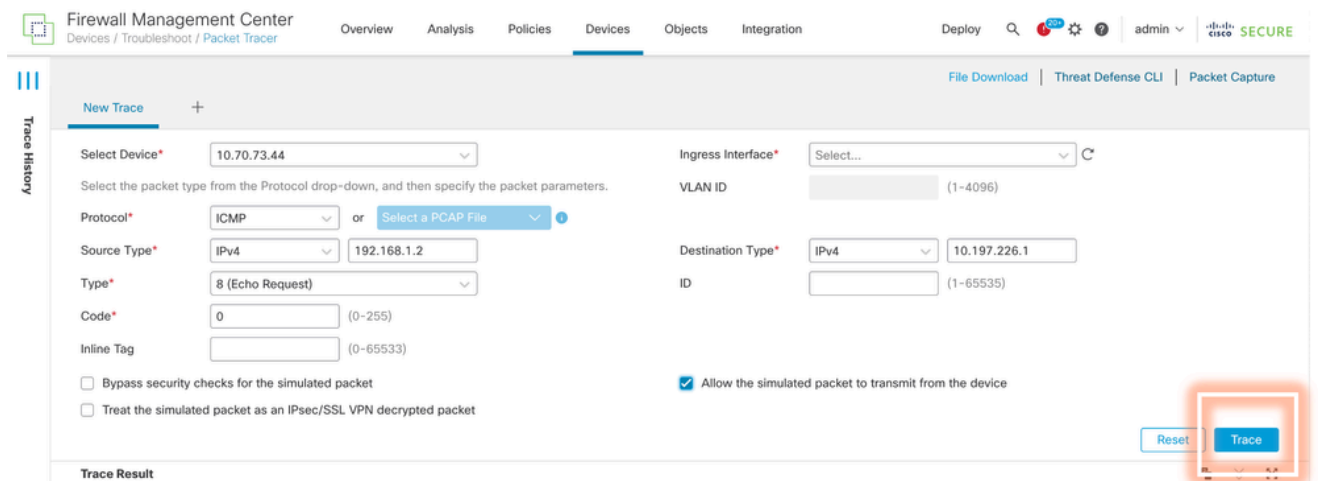 Firewall Management Center
Devices / Troubleshoot / Packet Tracer
Overview Analysis Policies Devices Objects Integration Deploy 20+ admin cisco SECURE
File Download | Threat Defense CLI | Packet Capture
Trace History
New Trace +
Select Device* 10.70.73.44 Ingress Interface* Select...
Select the packet type from the Protocol drop-down, and then specify the packet parameters. VLAN ID (1-4096)
Protocol* ICMP or Select a PCAP File
Source Type* IPv4 192.168.1.2 Destination Type* IPv4 10.197.226.1
Type* 8 (Echo Request) ID (1-65535)
Code* 0 (0-255)
Inline Tag (0-65533)
Bypass security checks for the simulated packet Allow the simulated packet to transmit from the device
Treat the simulated packet as an IPsec/SSL VPN decrypted packet
Reset Trace
Trace Result